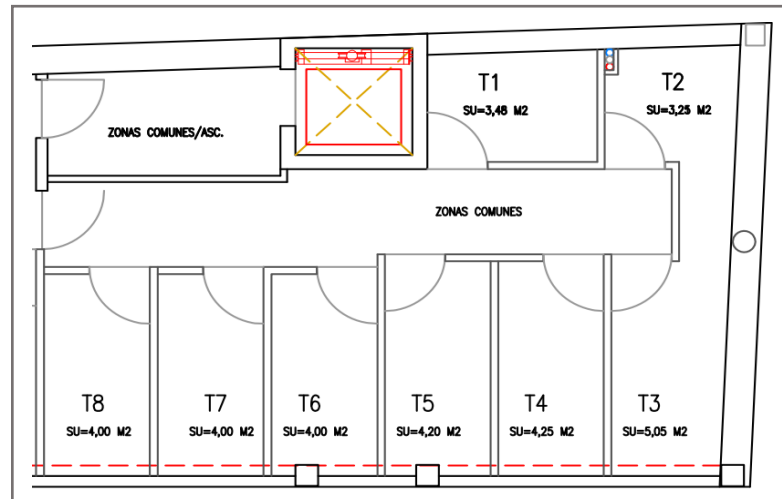 T1
SU=3,48 M2
T2
SU=3,25 M2
ZONAS COMUNES/ASC.
ZONAS COMUNES
T8
SU=4,00 M2
T7
SU=4,00 M2
T6
SU=4,00 M2
T5
SU=4,20 M2
T4
SU=4,25 M2
T3
SU=5,05 M2